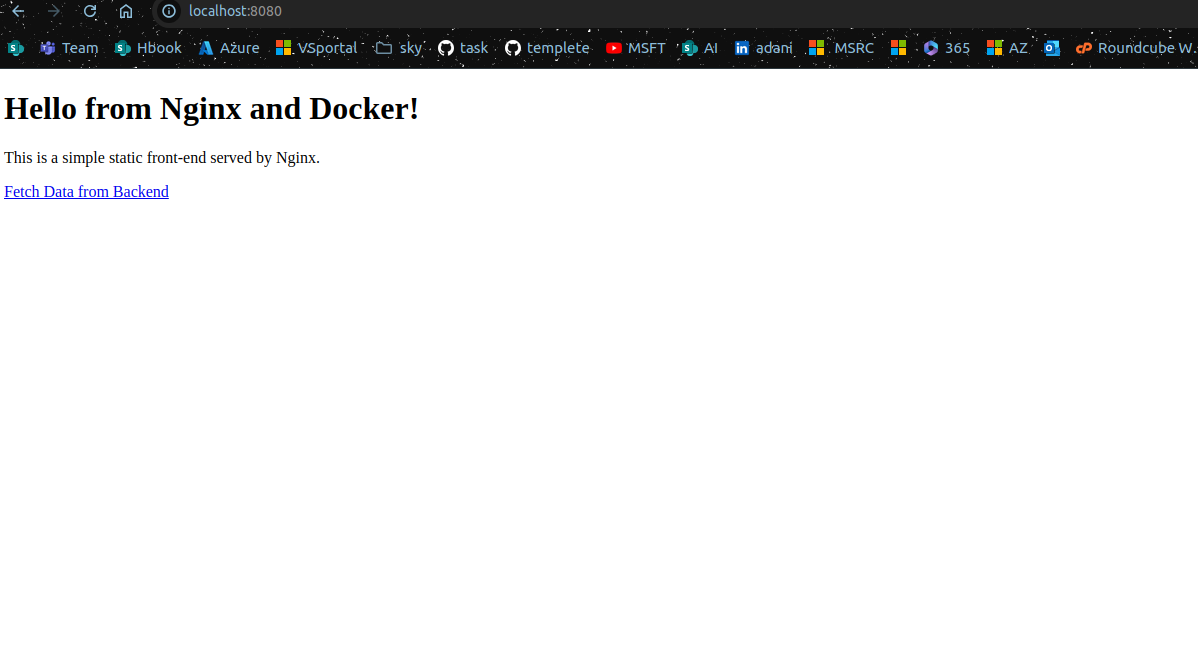 localhost:8080
Team Hbook Azure VSportal sky task templete MSFT AI adani MSRC 365 AZ Roundcube W
Hello from Nginx and Docker!
This is a simple static front-end served by Nginx.
Fetch Data from Backend